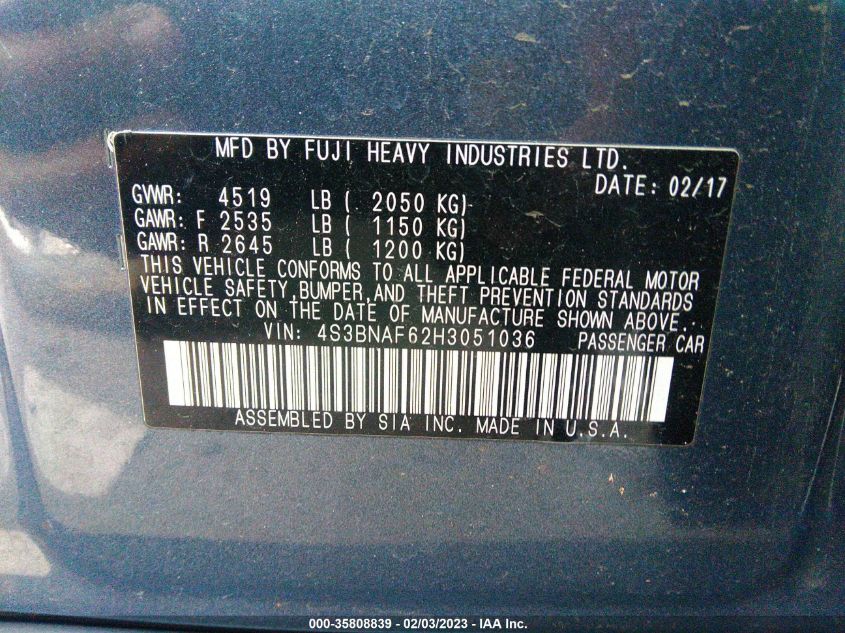 MFD BY FUJI HEAVY INDUSTRIES LTD.
DATE: 02/17
GVWR: 4519 LB ( 2050 KG)
GAWR: F 2535 LB ( 1150 KG)
GAWR: R 2645 LB ( 1200 KG)
THIS VEHICLE CONFORMS TO ALL APPLICABLE FEDERAL MOTOR
VEHICLE SAFETY, BUMPER, AND THEFT PREVENTION STANDARDS
IN EFFECT ON THE DATE OF MANUFACTURE SHOWN ABOVE.
VIN: 4S3BNAF62H3051036 PASSENGER CAR
ASSEMBLED BY SIA INC. MADE IN U.S.A.
000-35808839 - 02/03/2023 - IAA Inc.